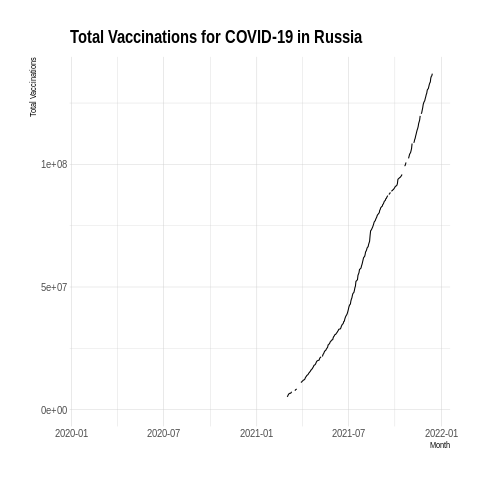 Total Vaccinations for COVID-19 in Russia
Total Vaccinations
1e+08
5e+07
0e+00
2020-01 2020-07 2021-01 2021-07 2022-01
Month